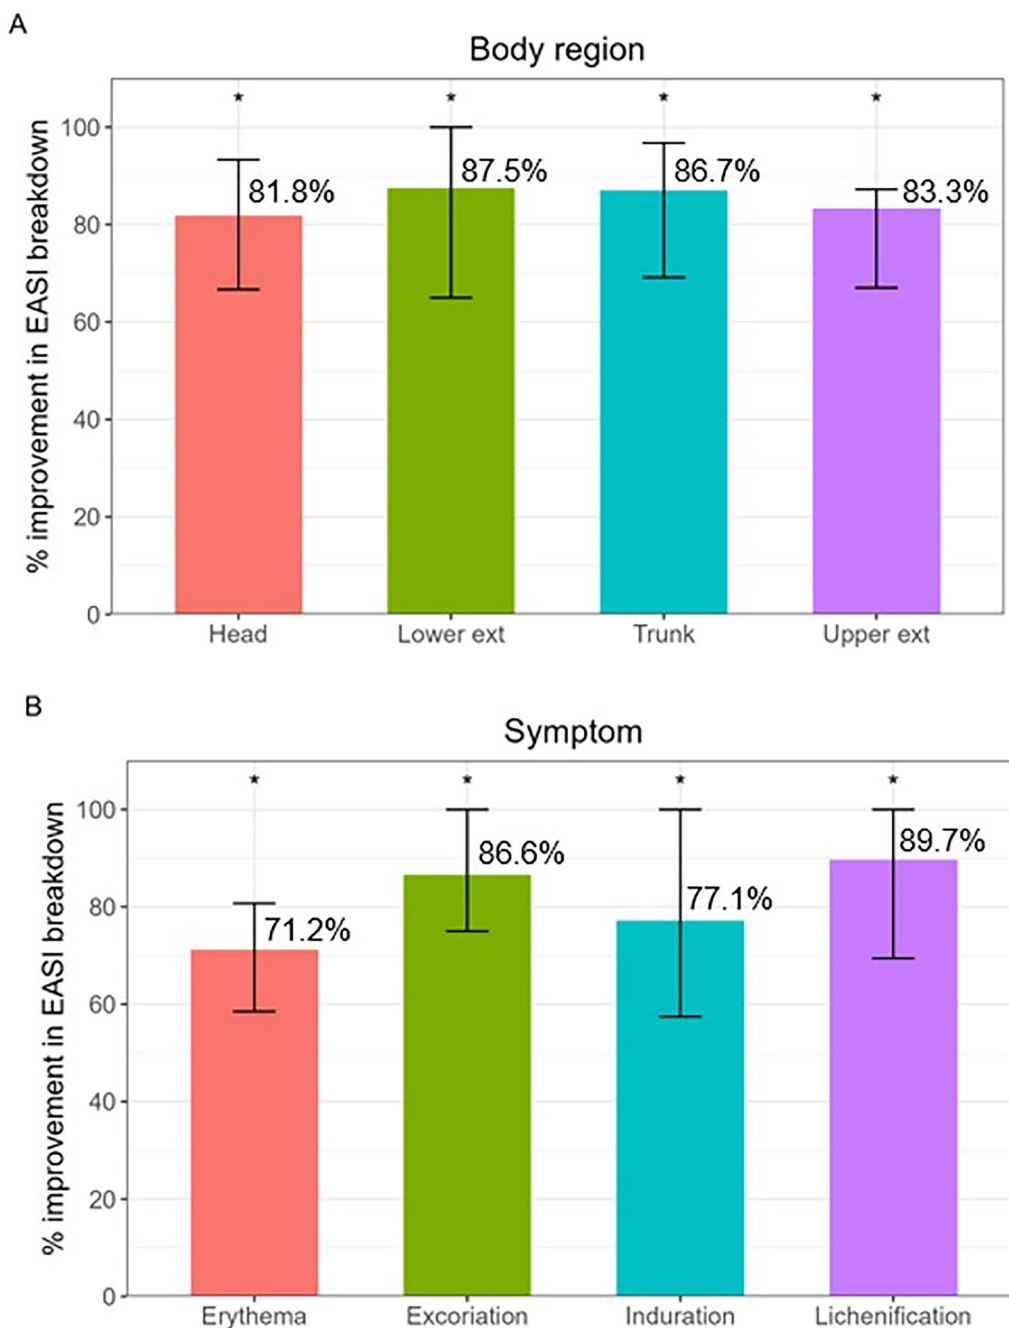 A
Body region
% improvement in EASI breakdown
100
80
60
40
20
0
* * * *
81.8% 87.5% 86.7% 83.3%
Head Lower ext Trunk Upper ext
B
Symptom
% improvement in EASI breakdown
100
80
60
40
20
0
* * * *
71.2% 86.6% 77.1% 89.7%
Erythema Excoriation Induration Lichenification